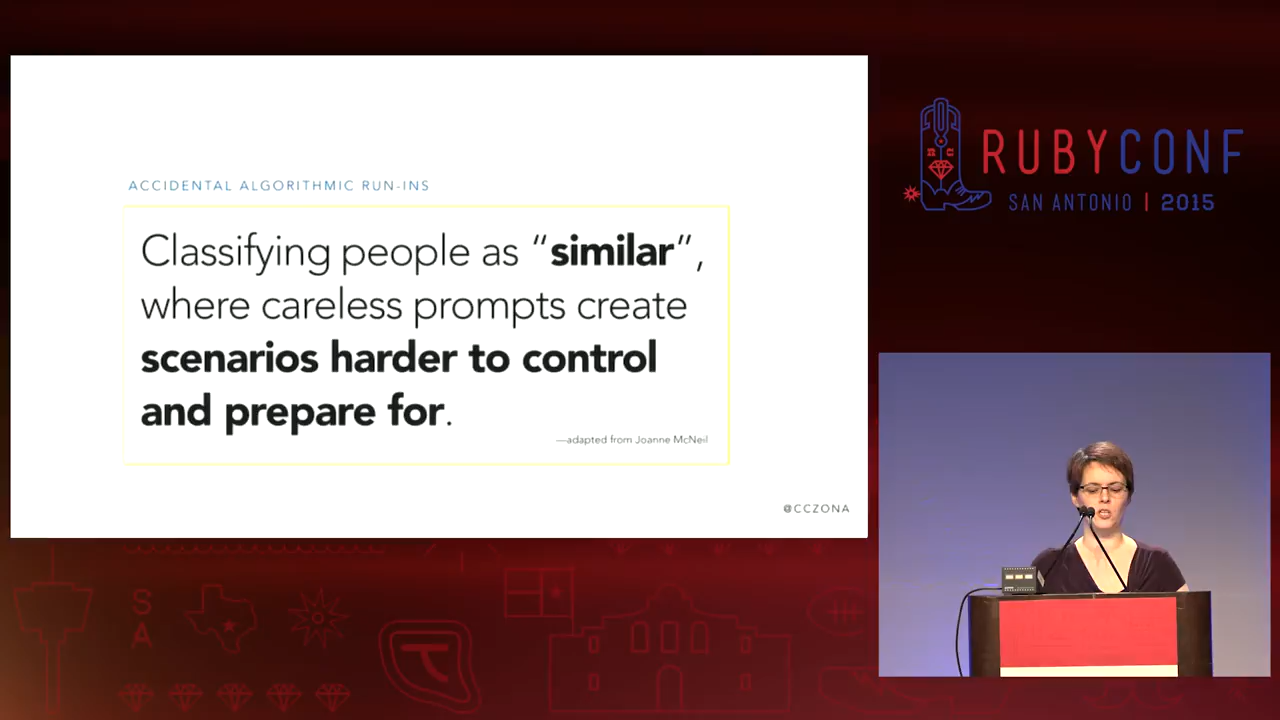 ACCIDENTAL ALGORITHMIC RUN-INS
Classifying people as “similar”,
where careless prompts create
scenarios harder to control
and prepare for.
—adapted from Joanne McNeil
@CCZONA
RUBYCONF
SAN ANTONIO | 2015
S
A